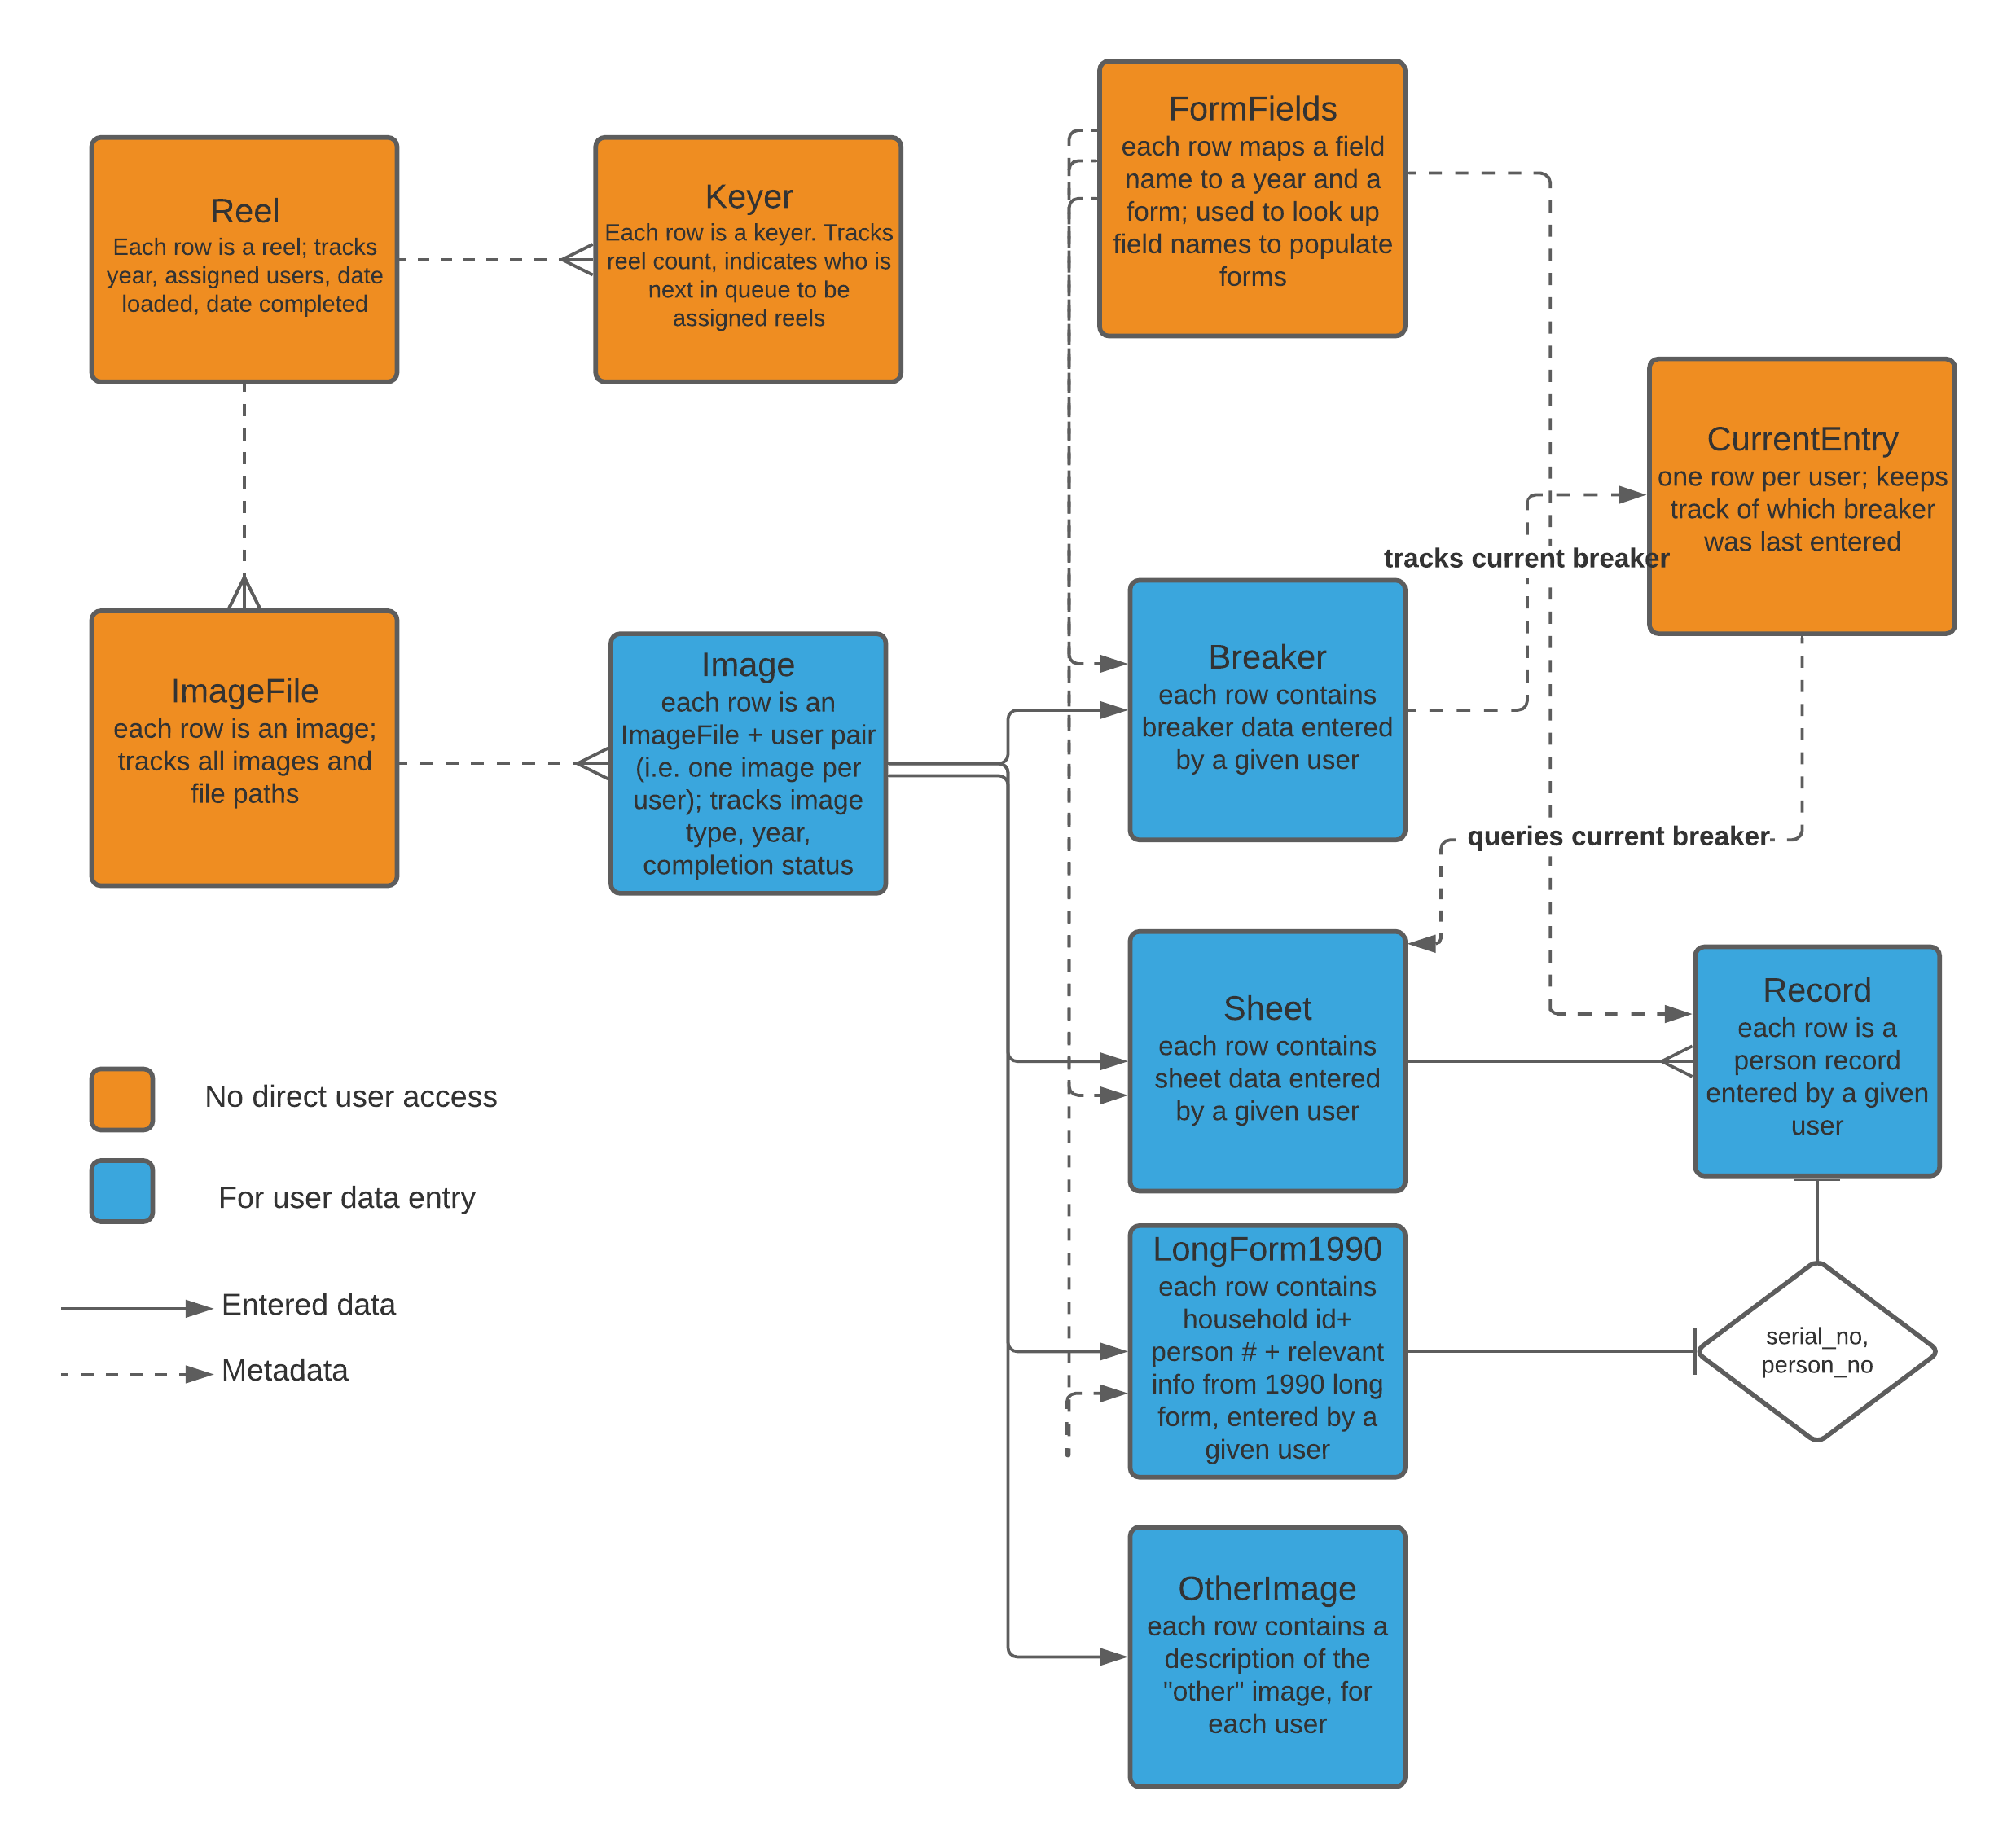 FormFields
each row maps a field
name to a year and a
form; used to look up
field names to populate
forms
Reel
Each row is a reel; tracks
year, assigned users, date
loaded, date completed
Keyer
Each row is a keyer. Tracks
reel count, indicates who is
next in queue to be
assigned reels
CurrentEntry
one row per user; keeps
track of which breaker
was last entered
tracks current breaker
ImageFile
each row is an image;
tracks all images and
file paths
Image
each row is an
ImageFile + user pair
(i.e. one image per
user); tracks image
type, year,
completion status
Breaker
each row contains
breaker data entered
by a given user
queries current breaker
Sheet
each row contains
sheet data entered
by a given user
Record
each row is a
person record
entered by a given
user
No direct user access
For user data entry
Entered data
Metadata
LongForm1990
each row contains
household id+
person # + relevant
info from 1990 long
form, entered by a
given user
serial_no,
person_no
OtherImage
each row contains a
description of the
"other" image, for
each user